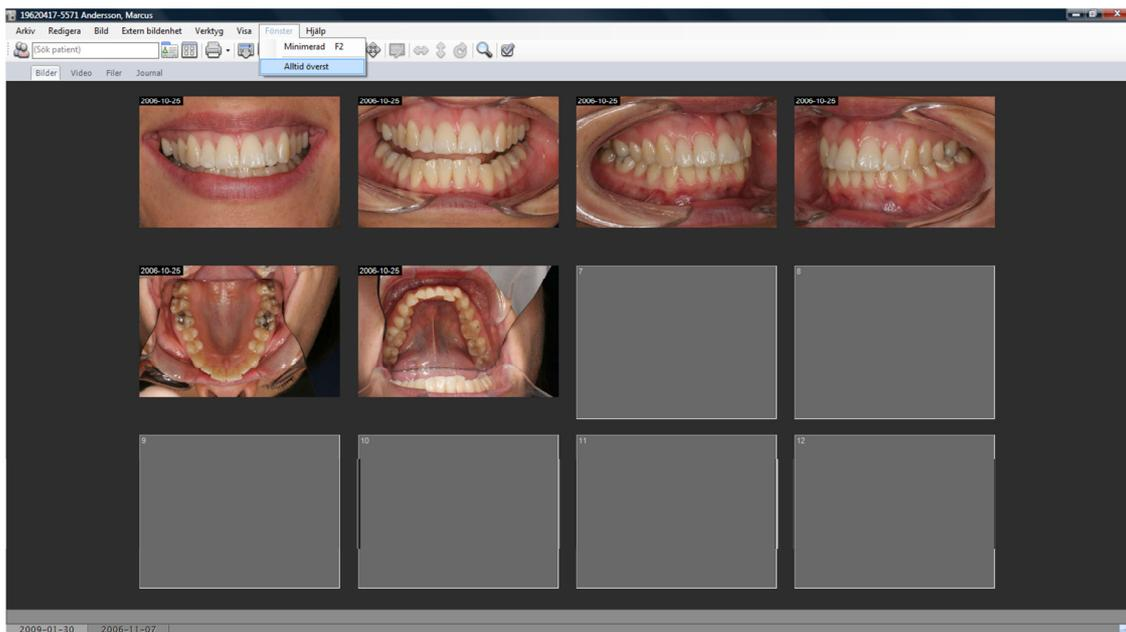 19620417-5571 Andersson, Marcus
Arkiv Redigera Bild Extern bildenhet Verktyg Visa Fönster Hjälp
(Sök patient)
Minimerad F2
Alltid överst
Bilder Video Filer Journal
2006-10-25 2006-10-25 2006-10-25 2006-10-25
2006-10-25 2006-10-25 7 8
9 10 11 12
2009-01-30 2006-11-07